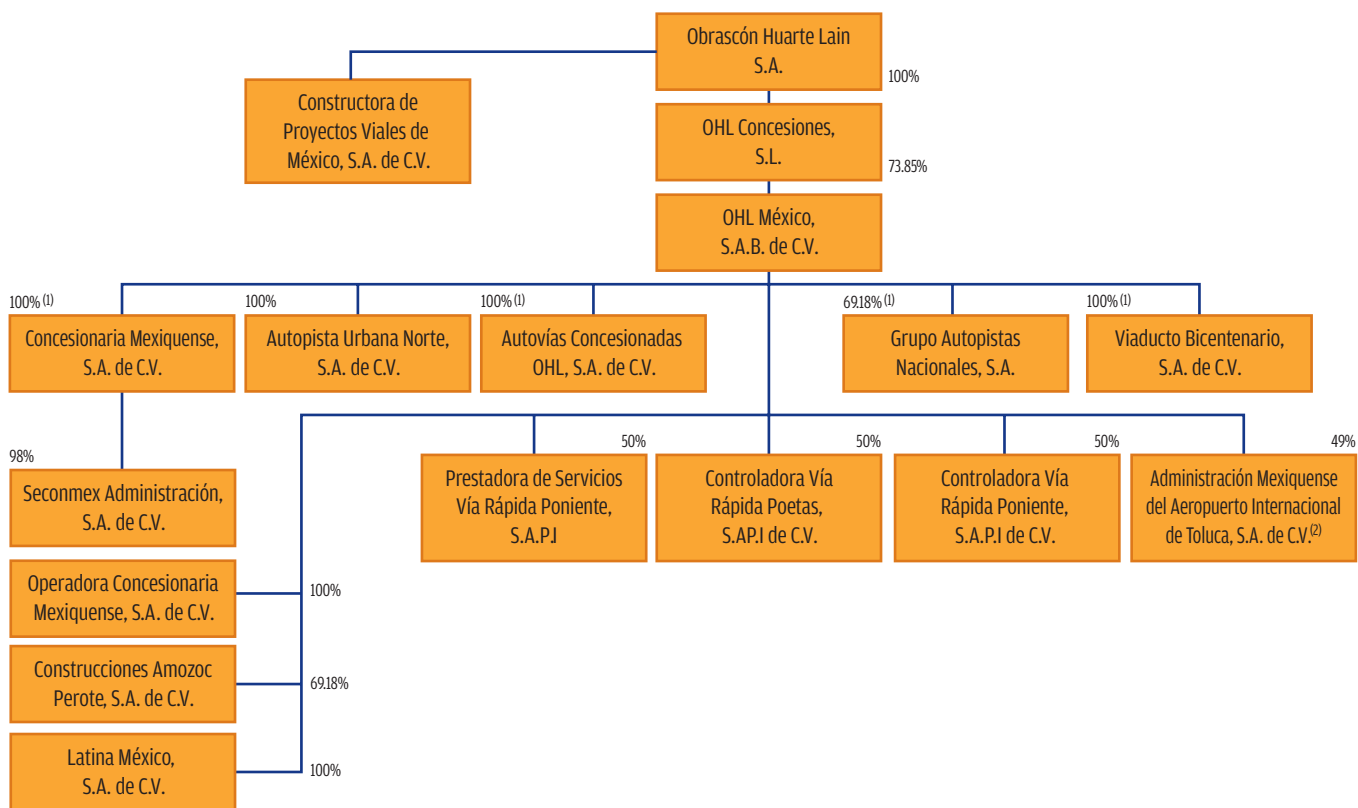 Obrascón Huarte Lain
S.A.
100%
Constructora de
Proyectos Viales de
México, S.A. de C.V.
OHL Concesiones,
S.L.
73.85%
OHL México,
S.A.B. de C.V.
100% (1)
100%
100% (1)
69.18% (1)
100% (1)
Concesionaria Mexiquense,
S.A. de C.V.
Autopista Urbana Norte,
S.A. de C.V.
Autovías Concesionadas
OHL, S.A. de C.V.
Grupo Autopistas
Nacionales, S.A.
Viaducto Bicentenario,
S.A. de C.V.
98%
50%
50%
50%
49%
Seconmex Administración,
S.A. de C.V.
Prestadora de Servicios
Vía Rápida Poniente,
S.A.P.I
Controladora Vía
Rápida Poetas,
S.AP.I de C.V.
Controladora Vía
Rápida Poniente,
S.A.P.I de C.V.
Administración Mexiquense
del Aeropuerto Internacional
de Toluca, S.A. de C.V.(2)
Operadora Concesionaria
Mexiquense, S.A. de C.V.
100%
Construcciones Amozoc
Perote, S.A. de C.V.
69.18%
Latina México,
S.A. de C.V.
100%